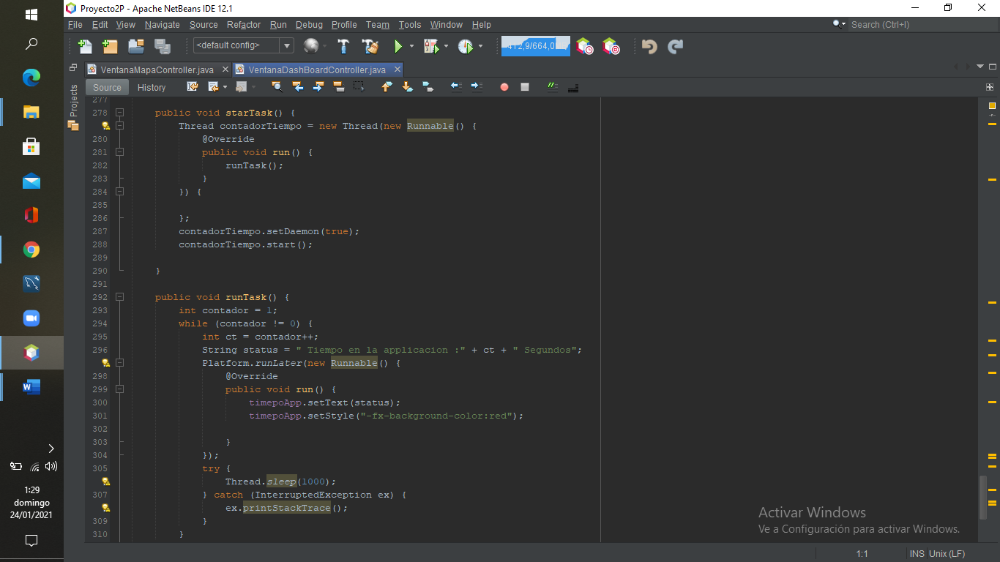 Proyecto2P - Apache NetBeans IDE 12.1
File Edit View Navigate Source Refactor Run Debug Profile Team Tools Window Help
Search (Ctrl+I)
<default config>
412,9/664,0
VentanaMapaController.java
VentanaDashBoardController.java
Source History
Projects
277
278 public void starTask() {
Thread contadorTiempo = new Thread(new Runnable() {
280 @Override
281 public void run() {
282 runTask();
283 }
284 }) {
285
286 };
287 contadorTiempo.setDaemon(true);
288 contadorTiempo.start();
289
290 }
291
292 public void runTask() {
293 int contador = 1;
294 while (contador != 0) {
295 int ct = contador++;
296 String status = " Tiempo en la applicacion :" + ct + " Segundos";
Platform.runLater(new Runnable() {
298 @Override
299 public void run() {
300 timepoApp.setText(status);
301 timepoApp.setStyle("-fx-background-color:red");
302
303 }
304 });
305 try {
Thread.sleep(1000);
307 } catch (InterruptedException ex) {
ex.printStackTrace();
309 }
310 }
Activar Windows
Ve a Configuración para activar Windows.
1:1 INS Unix (LF)
1:29
domingo
24/01/2021